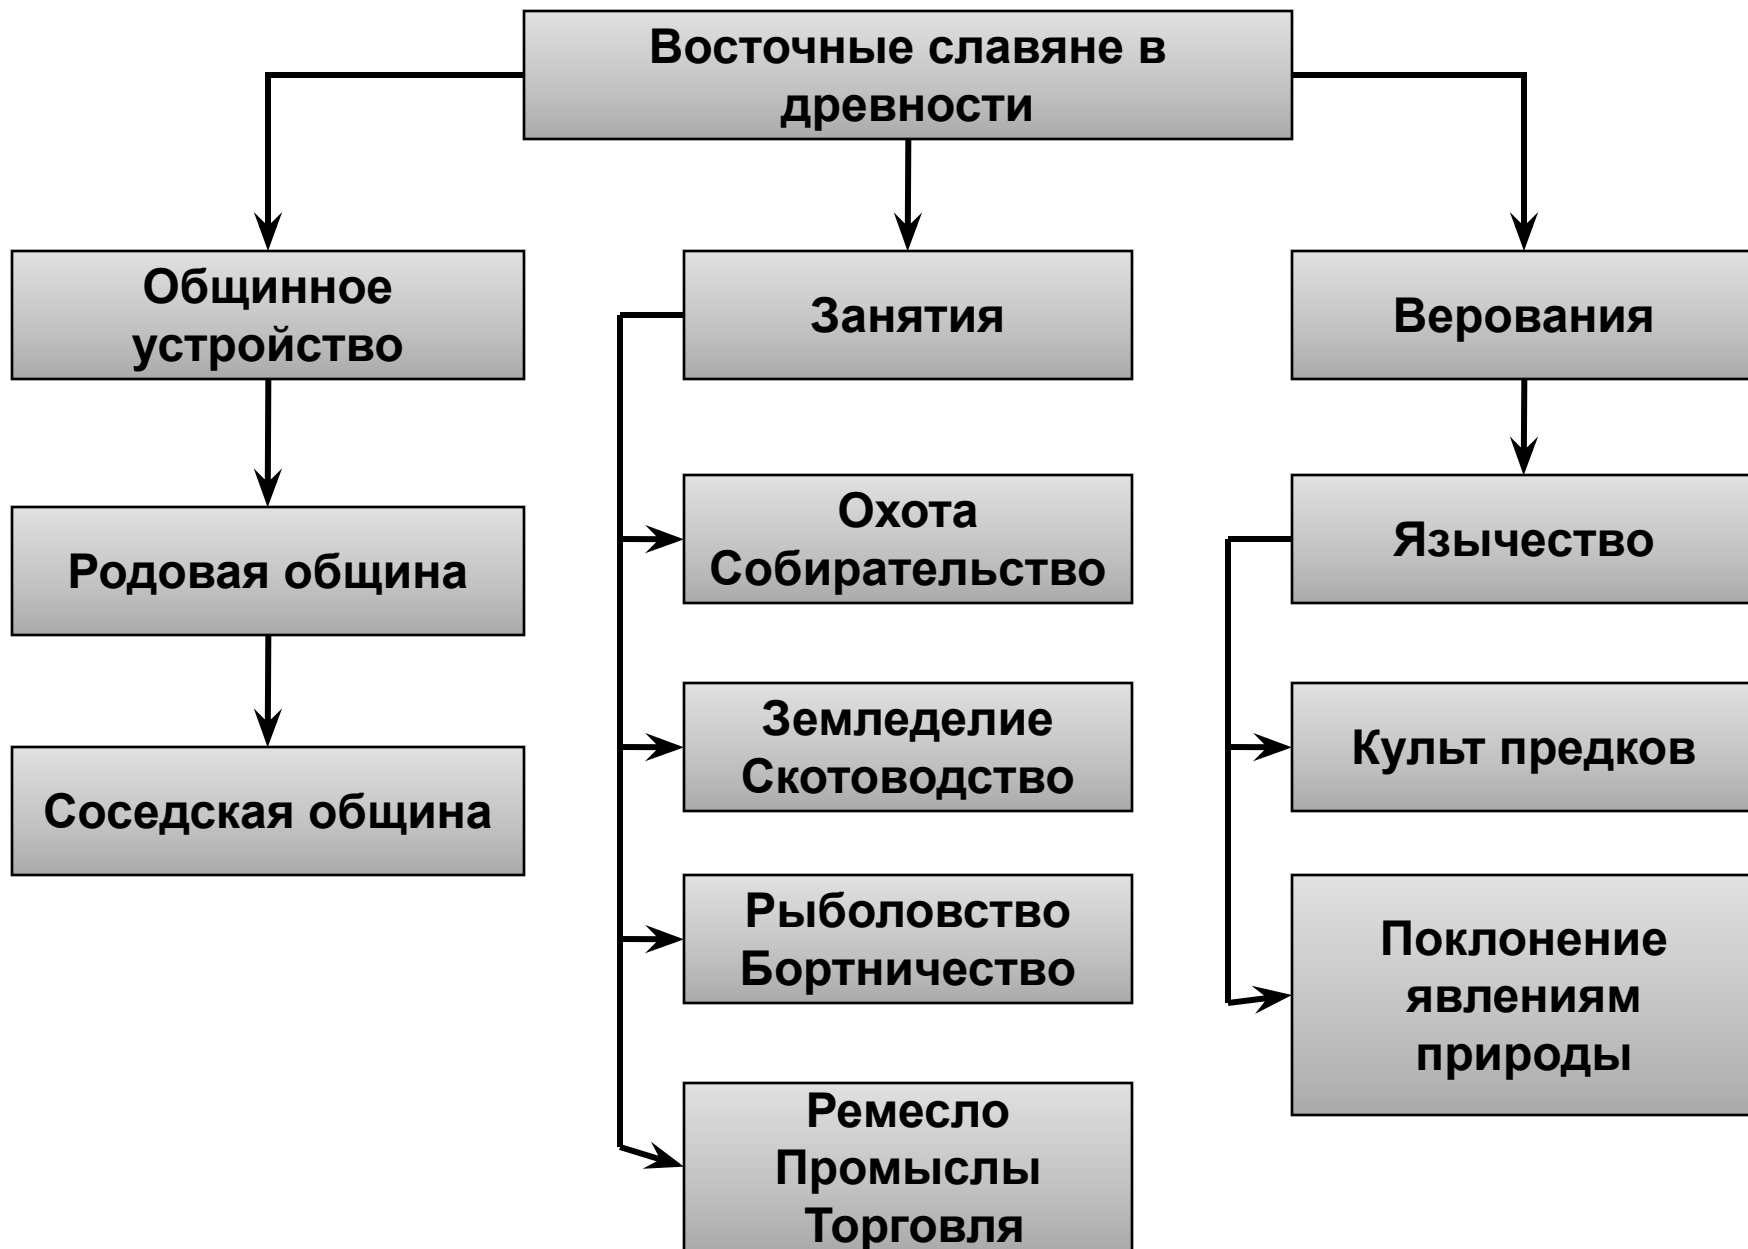 Восточные славяне в
древности
Общинное
устройство
Занятия
Верования
Родовая община
Соседская община
Охота
Собирательство
Земледелие
Скотоводство
Рыболовство
Бортничество
Ремесло
Промыслы
Торговля
Язычество
Культ предков
Поклонение
явлениям
природы